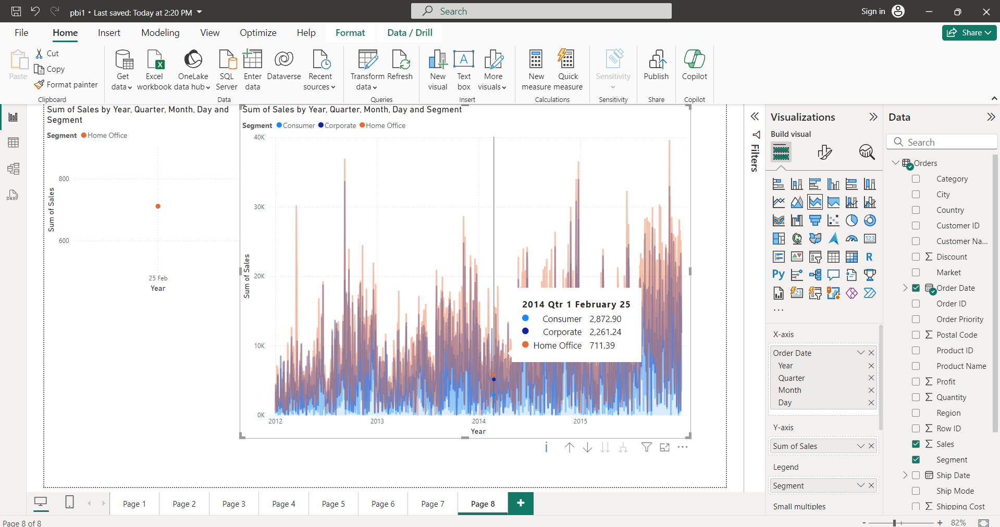 pbi1 • Last saved: Today at 2:20 PM
Search
Sign in
File
Home
Insert
Modeling
View
Optimize
Help
Format
Data / Drill
Share
Paste
Cut
Copy
Format painter
Clipboard
Get
data
Excel
workbook
OneLake
data hub
SQL
Server
Enter
data
Dataverse
Recent
sources
Data
Transform
data
Refresh
Queries
New
visual
A
Text
box
More
visuals
Insert
New
measure
Quick
measure
Calculations
Sensitivity
Sensitivity
Publish
Share
Copilot
Copilot
DAX
Sum of Sales by Year, Quarter, Month, Day and
Segment
Segment Home Office
Sum of Sales
800
600
25 Feb
Year
Sum of Sales by Year, Quarter, Month, Day and Segment
Segment Consumer Corporate Home Office
Sum of Sales
40K
30K
20K
10K
0K
2012
2013
2014
2015
Year
2014 Qtr 1 February 25
Consumer 2,872.90
Corporate 2,261.24
Home Office 711.39
Filters
Visualizations
Build visual
123
R
Py
123
...
X-axis
Order Date
Year
Quarter
Month
Day
Y-axis
Sum of Sales
Legend
Segment
Small multiples
Data
Search
Orders
Category
City
Country
Customer ID
Customer Na...
Discount
Market
Order Date
Order ID
Order Priority
Postal Code
Product ID
Product Name
Profit
Quantity
Region
Row ID
Sales
Segment
Ship Date
Ship Mode
Shipping Cost
Page 1
Page 2
Page 3
Page 4
Page 5
Page 6
Page 7
Page 8
Page 8 of 8
- + 82%